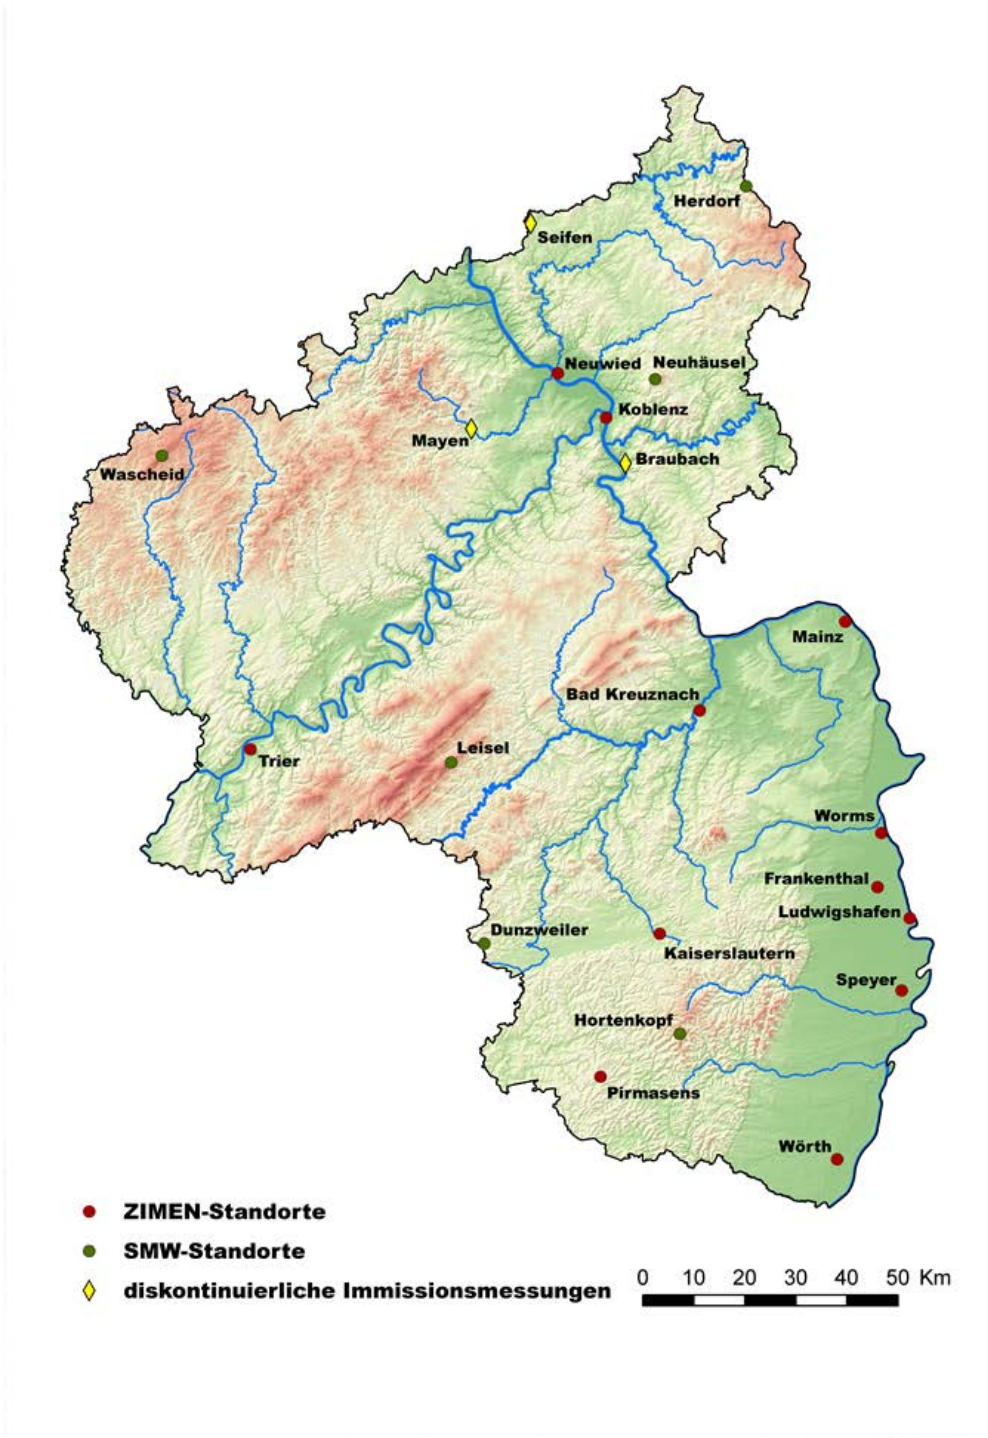 Herdorf
Seifen
Neuwied
Neuhäusel
Koblenz
Mayen
Braubach
Wascheid
Mainz
Bad Kreuznach
Leisel
Trier
Worms
Frankenthal
Ludwigshafen
Dunzweiler
Kaiserslautern
Speyer
Hortenkopf
Pirmasens
Wörth
ZIMEN-Standorte
SMW-Standorte
diskontinuierliche Immissionsmessungen
0 10 20 30 40 50 Km